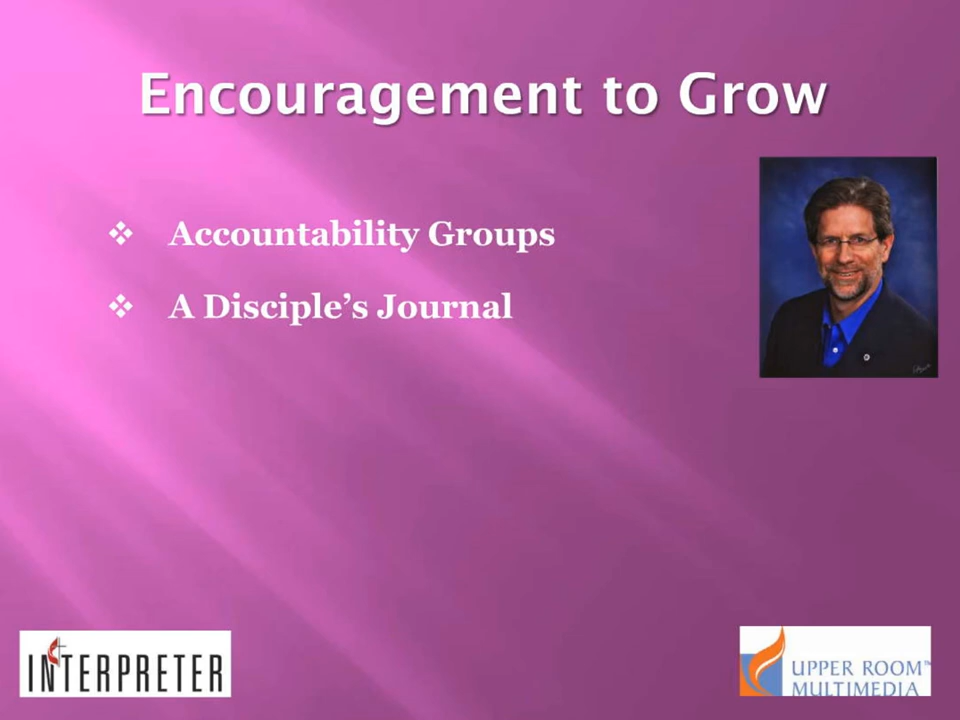 Encouragement to Grow
Accountability Groups
A Disciple's Journal
INTERPRETER
UPPER ROOM™
MULTIMEDIA